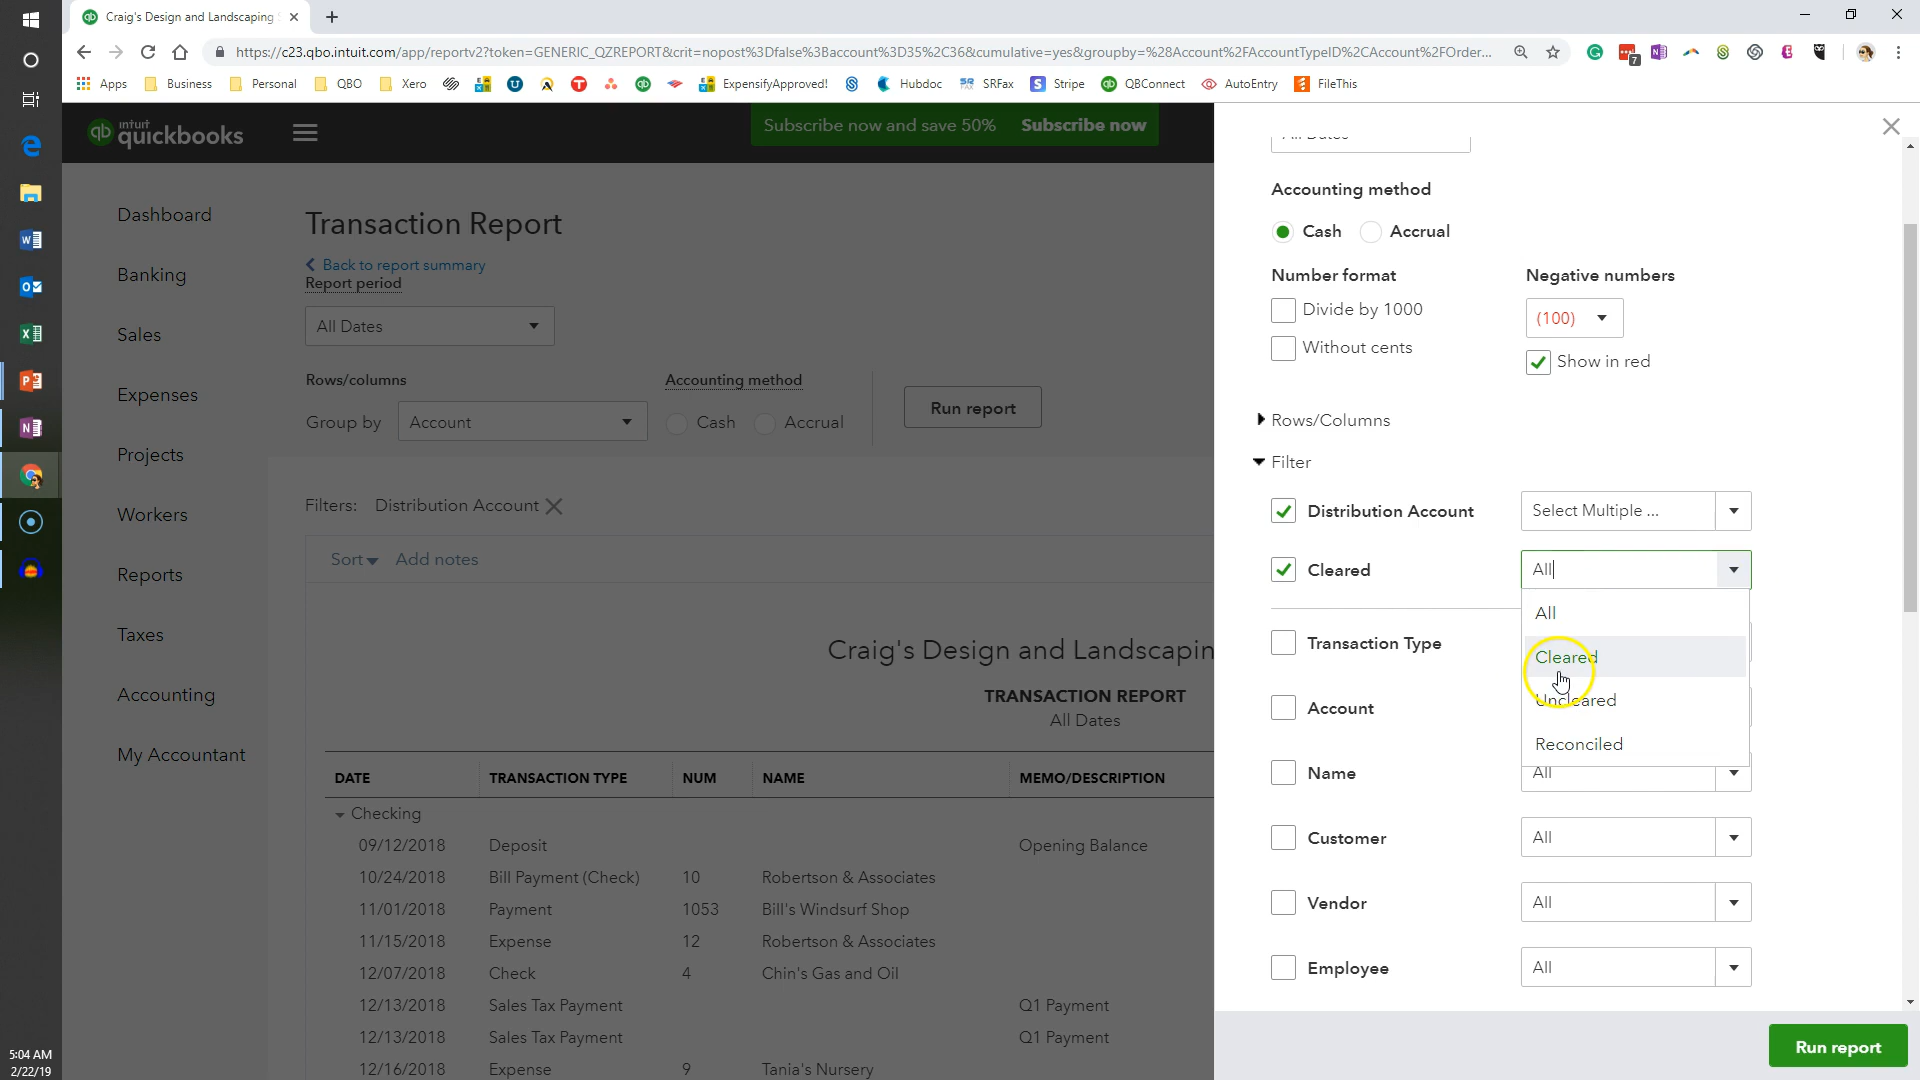 Craig's Design and Landscaping
https://c23.qbo.intuit.com/app/reportv2?token=GENERIC_QZREPORT&crit=nopost%3Dfalse%3Baccount%3D35%2C36&cumulative=yes&groupby=%28Account%2FAccountTypeID%2CAccount%2FOrder...
7
Apps Business Personal QBO Xero ExpensifyApproved! Hubdoc SRFax Stripe QBConnect AutoEntry FileThis
intuit quickbooks
Subscribe now and save 50% Subscribe now
Dashboard
Banking
Sales
Expenses
Projects
Workers
Reports
Taxes
Accounting
My Accountant
Transaction Report
Back to report summary
Report period
All Dates
Rows/columns Accounting method
Group by Account Cash Accrual Run report
Filters: Distribution Account
Sort Add notes
Craig's Design and Landscapin
TRANSACTION REPORT
All Dates
DATE TRANSACTION TYPE NUM NAME MEMO/DESCRIPTION
Checking
09/12/2018 Deposit Opening Balance
10/24/2018 Bill Payment (Check) 10 Robertson & Associates
11/01/2018 Payment 1053 Bill's Windsurf Shop
11/15/2018 Expense 12 Robertson & Associates
12/07/2018 Check 4 Chin's Gas and Oil
12/13/2018 Sales Tax Payment Q1 Payment
12/13/2018 Sales Tax Payment Q1 Payment
12/16/2018 Expense 9 Tania's Nursery
All Dates
Accounting method
Cash Accrual
Number format Negative numbers
Divide by 1000 (100)
Without cents Show in red
Rows/Columns
Filter
Distribution Account Select Multiple ...
Cleared All
All
Cleared
Uncleared
Reconciled
Transaction Type
Account
Name All
Customer All
Vendor All
Employee All
Run report
5:04 AM
2/22/19